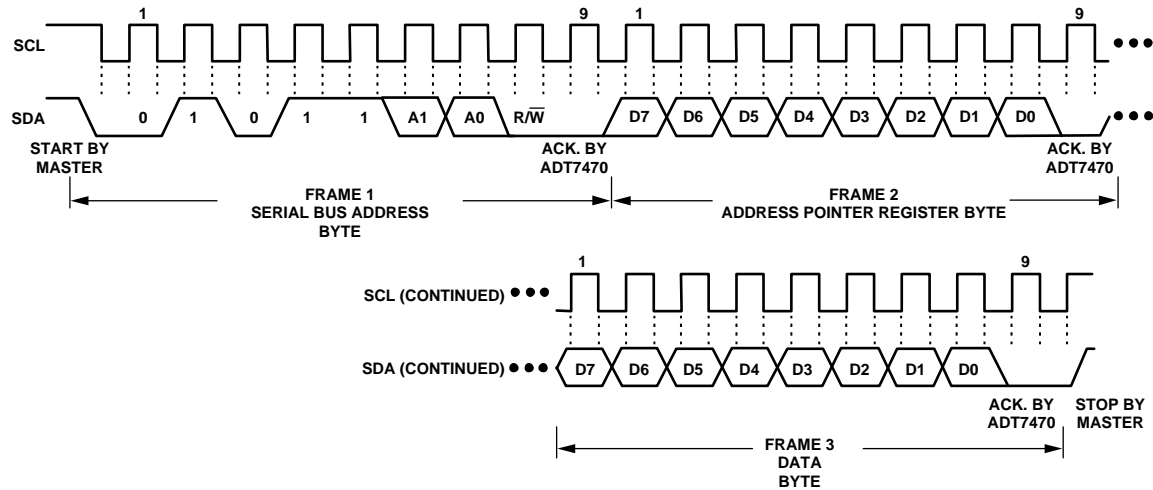 1 9 1 9
SCL
SDA 0 1 0 1 1 A1 A0 R/W̅ D7 D6 D5 D4 D3 D2 D1 D0
START BY
MASTER
ACK. BY
ADT7470
ACK. BY
ADT7470
FRAME 1
SERIAL BUS ADDRESS
BYTE
FRAME 2
ADDRESS POINTER REGISTER BYTE
1 9
SCL (CONTINUED)
SDA (CONTINUED) D7 D6 D5 D4 D3 D2 D1 D0
ACK. BY
ADT7470
STOP BY
MASTER
FRAME 3
DATA
BYTE